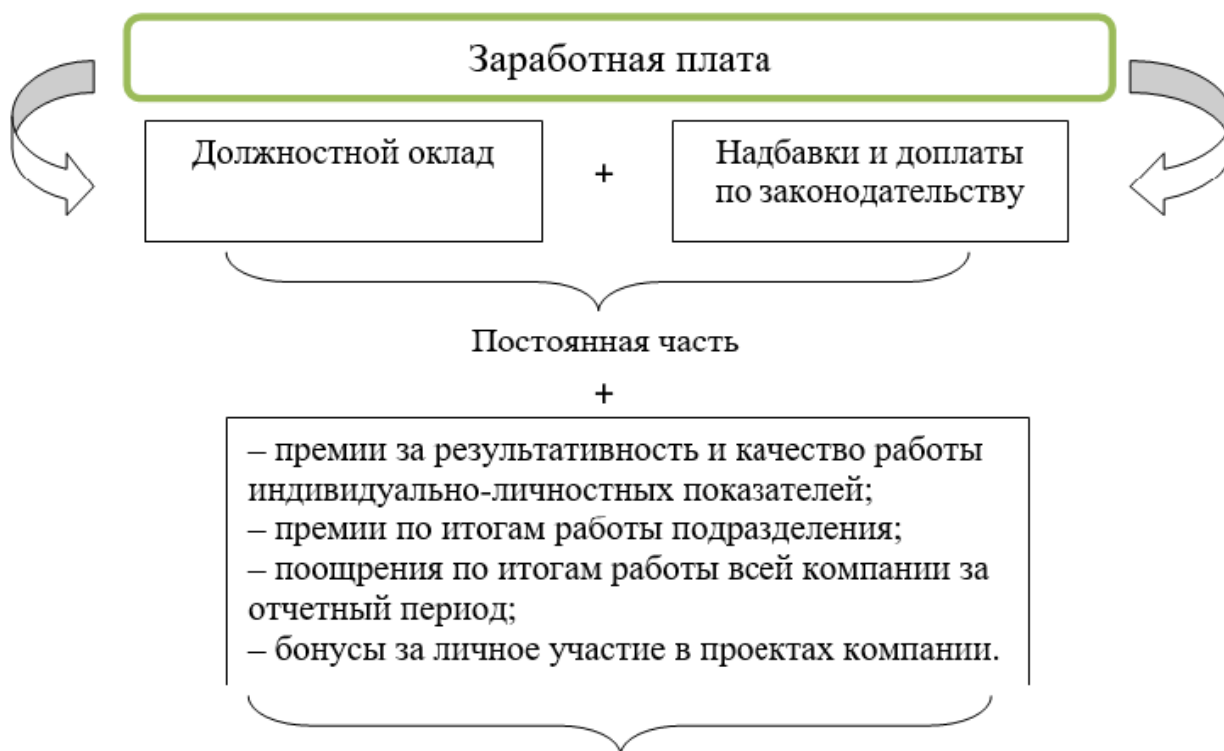 Заработная плата
Должностной оклад
+
Надбавки и доплаты
по законодательству
Постоянная часть
+
– премии за результативность и качество работы
индивидуально-личностных показателей;
– премии по итогам работы подразделения;
– поощрения по итогам работы всей компании за
отчетный период;
– бонусы за личное участие в проектах компании.